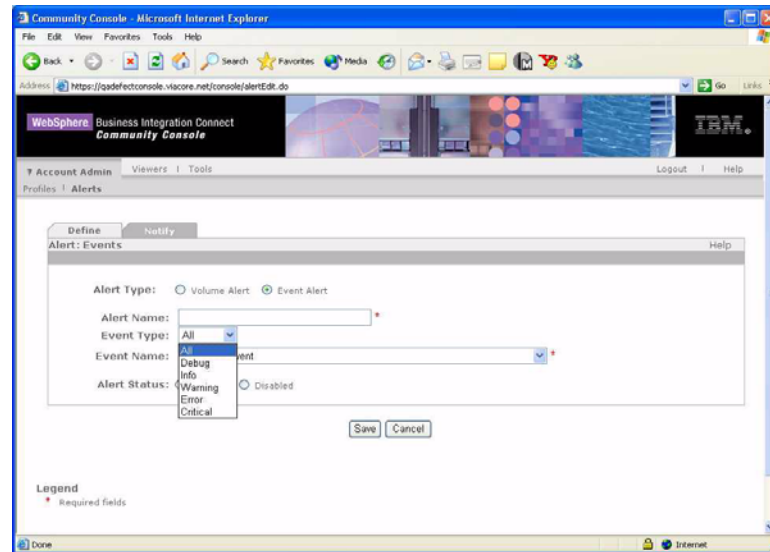 Community Console - Microsoft Internet Explorer
File Edit View Favorites Tools Help
Back Search Favorites Media
Address https://qadefectconsole.viacore.net/console/alertEdit.do Go Links
WebSphere Business Integration Connect
Community Console
IBM
Account Admin Viewers | Tools Logout | Help
Profiles | Alerts
Define Notify
Alert: Events Help
Alert Type: Volume Alert Event Alert
Alert Name: *
Event Type: All
Event Name: vent *
All
Debug
Info
Warning
Error
Critical
Alert Status: Disabled
Save Cancel
Legend
* Required fields
Done Internet